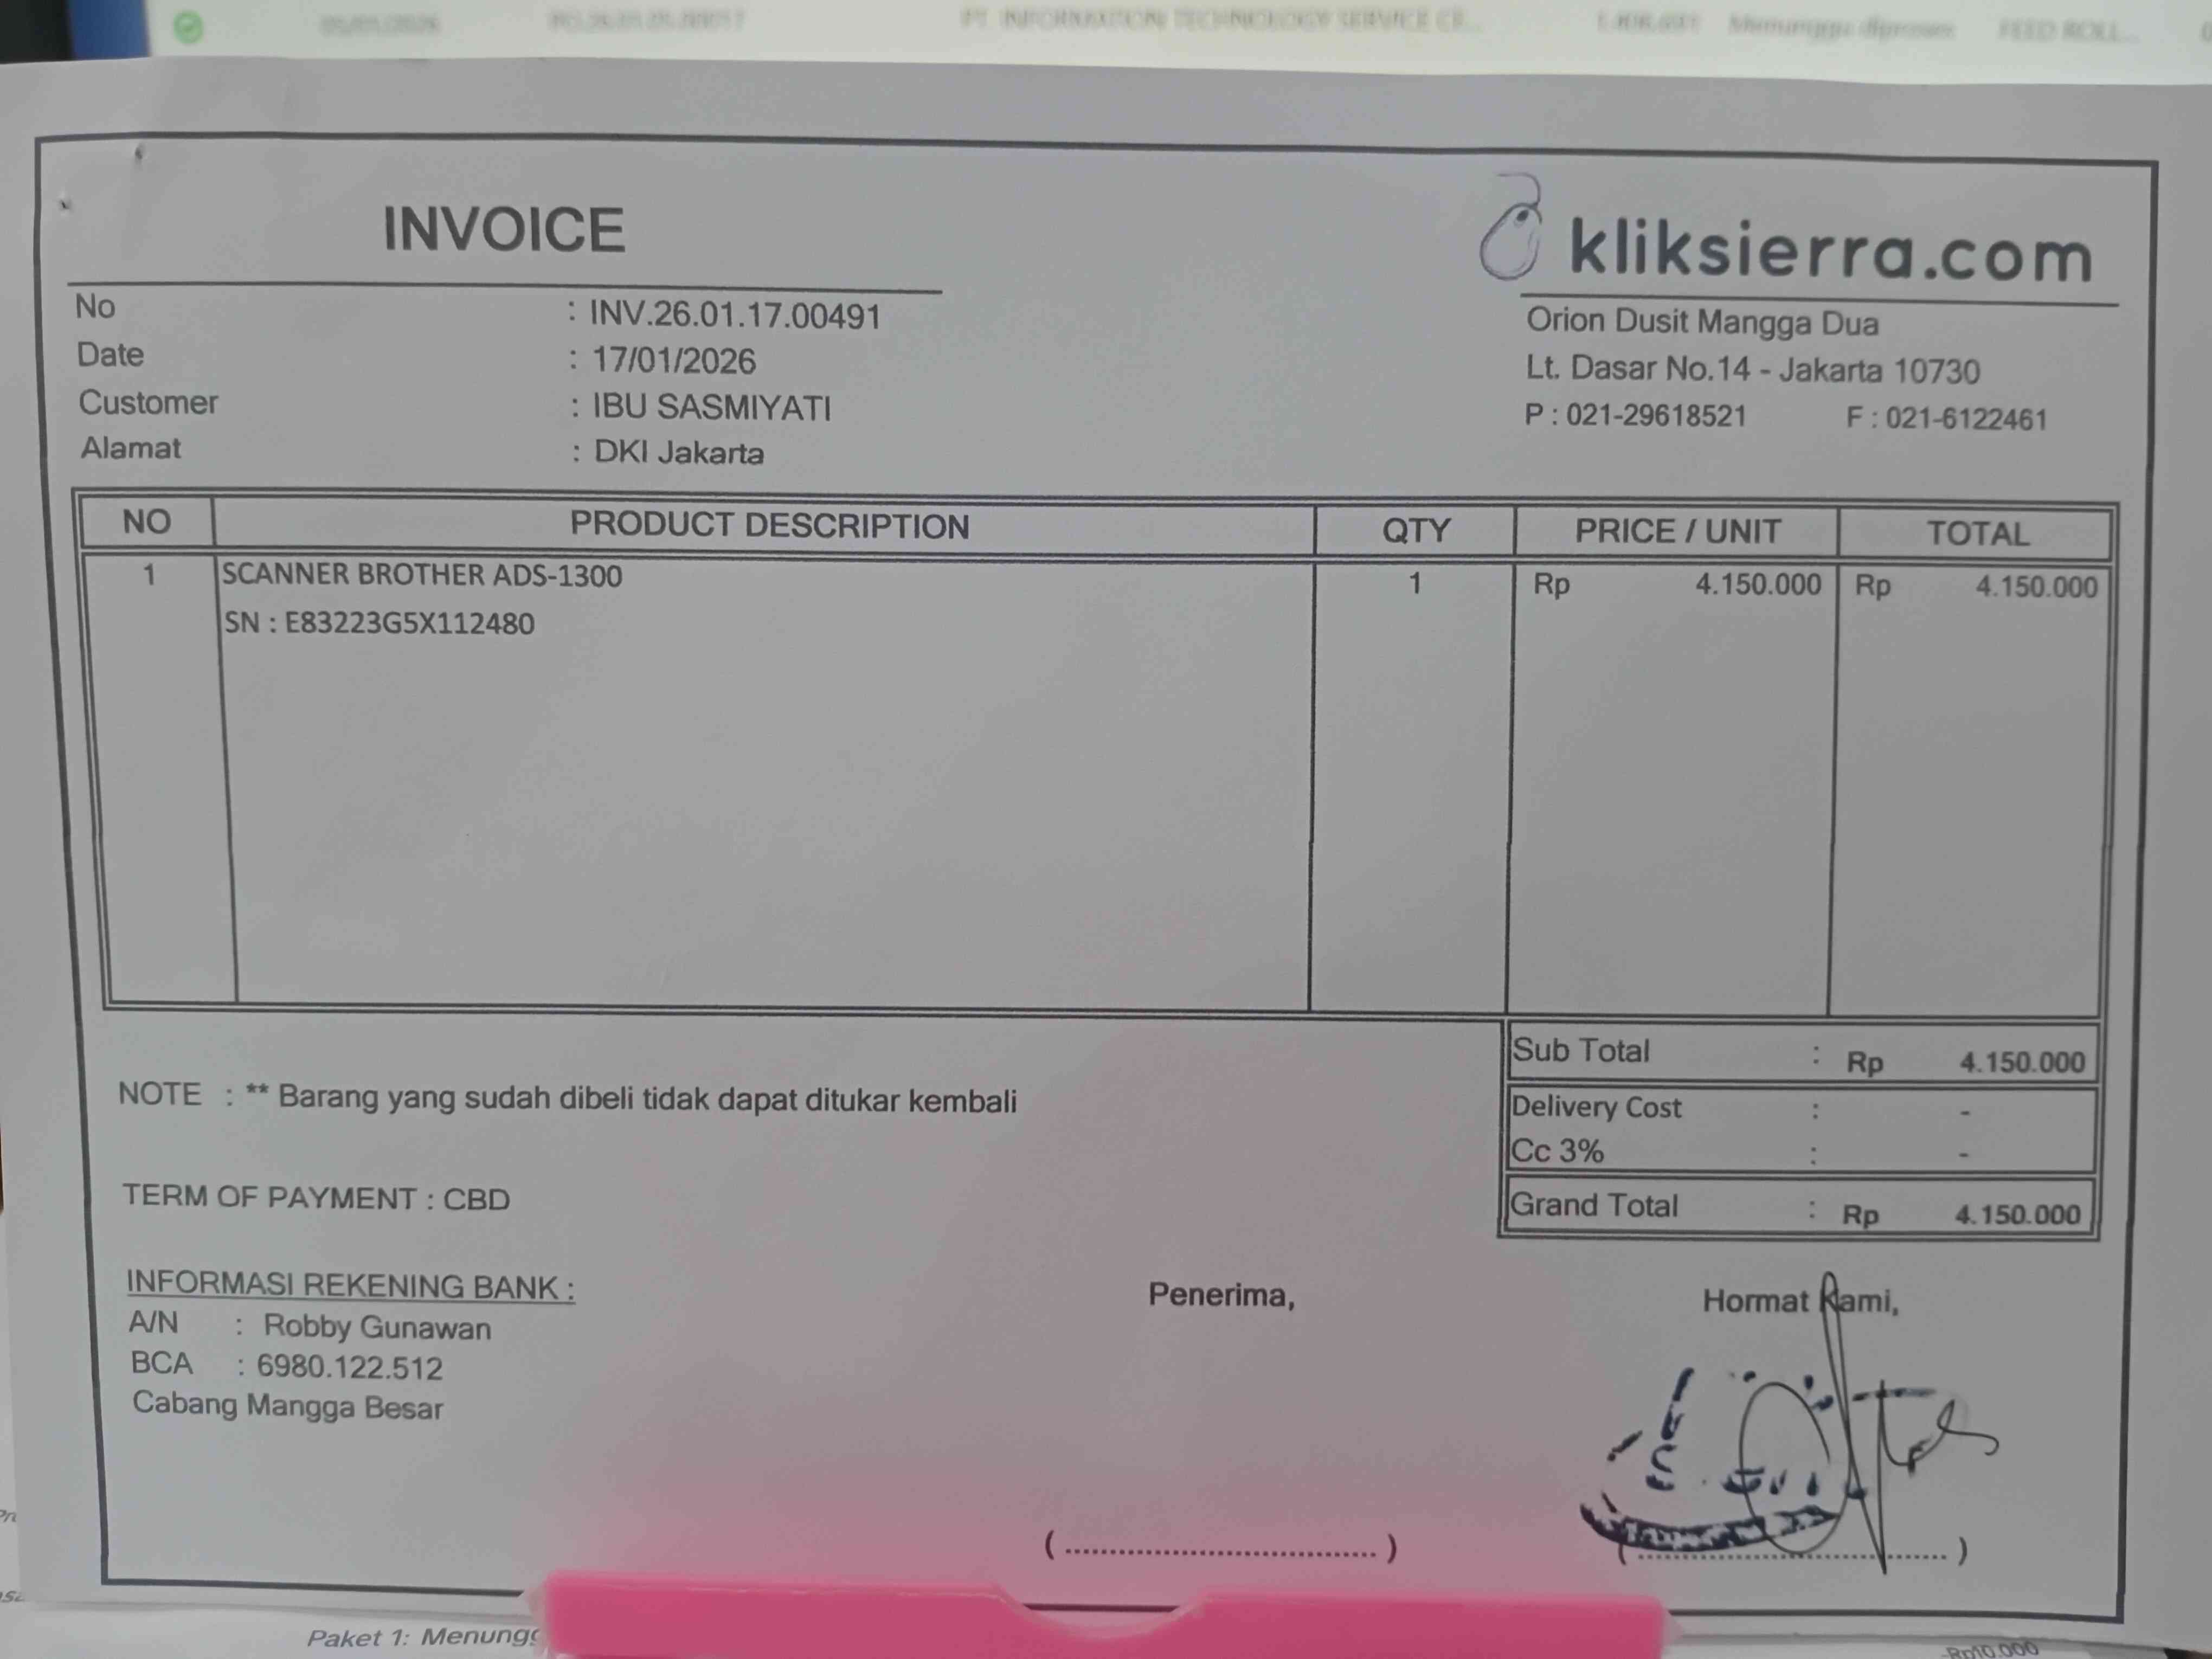 INVOICE
kliksierra.com
Orion Dusit Mangga Dua
Lt. Dasar No.14 - Jakarta 10730
P : 021-29618521 F : 021-6122461
No : INV.26.01.17.00491
Date : 17/01/2026
Customer : IBU SASMIYATI
Alamat : DKI Jakarta
NO PRODUCT DESCRIPTION QTY PRICE / UNIT TOTAL
1 SCANNER BROTHER ADS-1300 1 Rp 4.150.000 Rp 4.150.000
SN : E83223G5X112480
Sub Total : Rp 4.150.000
Delivery Cost : -
Cc 3% : -
Grand Total : Rp 4.150.000
NOTE : ** Barang yang sudah dibeli tidak dapat ditukar kembali
TERM OF PAYMENT : CBD
INFORMASI REKENING BANK :
A/N : Robby Gunawan
BCA : 6980.122.512
Cabang Mangga Besar
Penerima,
Hormat Kami,
( ........................................ )
( ........................................ )
Paket 1:
-Rp10.000